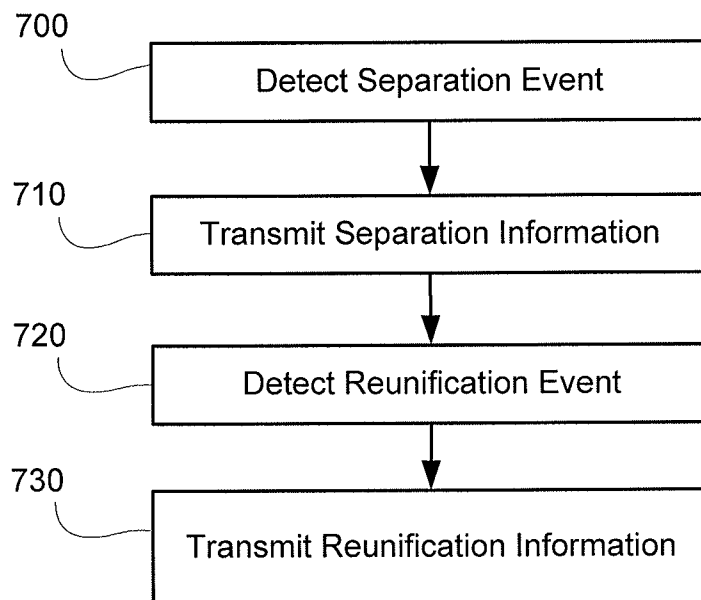 700
Detect Separation Event
710
Transmit Separation Information
720
Detect Reunification Event
730
Transmit Reunification Information